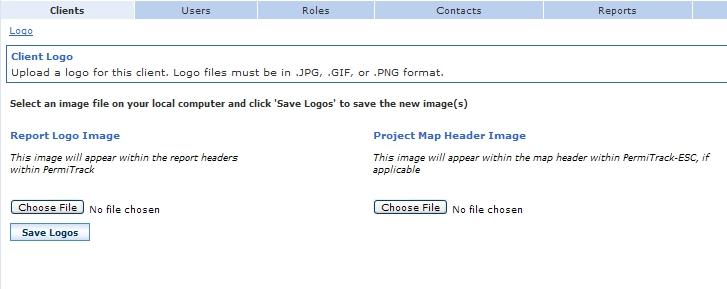 Clients Users Roles Contacts Reports
Logo
Client Logo
Upload a logo for this client. Logo files must be in .JPG, .GIF, or .PNG format.
Select an image file on your local computer and click 'Save Logos' to save the new image(s)
Report Logo Image
This image will appear within the report headers
within PermiTrack
Choose File No file chosen
Save Logos
Project Map Header Image
This image will appear within the map header within PermiTrack-ESC, if
applicable
Choose File No file chosen